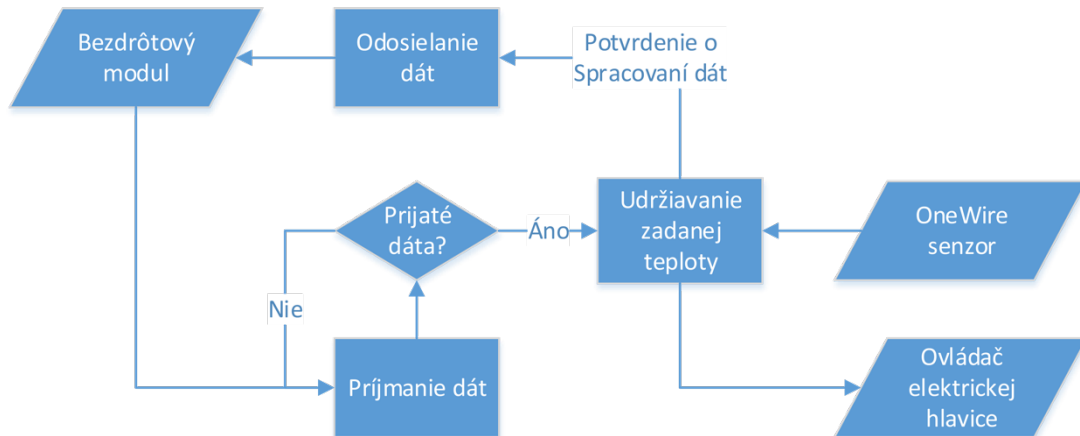 Bezdrôtový
modul
Odosielanie
dát
Potvrdenie o
Spracovaní dát
Prijaté
dáta?
Áno
Udržiavanie
zadanej
teploty
OneWire
senzor
Nie
Príjmanie dát
Ovládač
elektrickej
hlavice